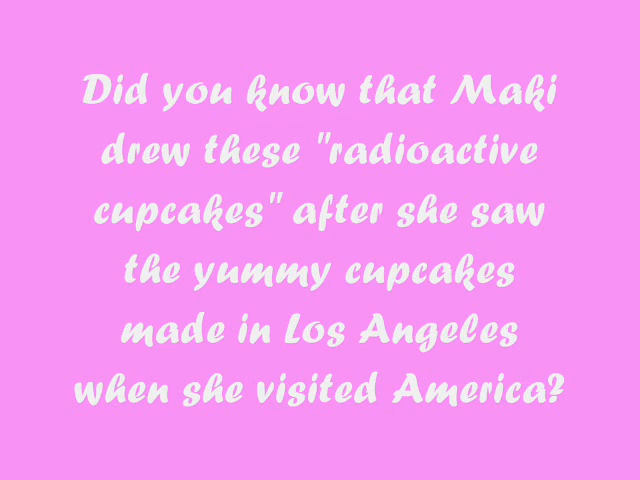 Did you know that Maki
drew these "radioactive
cupcakes" after she saw
the yummy cupcakes
made in Los Angeles
when she visited America?